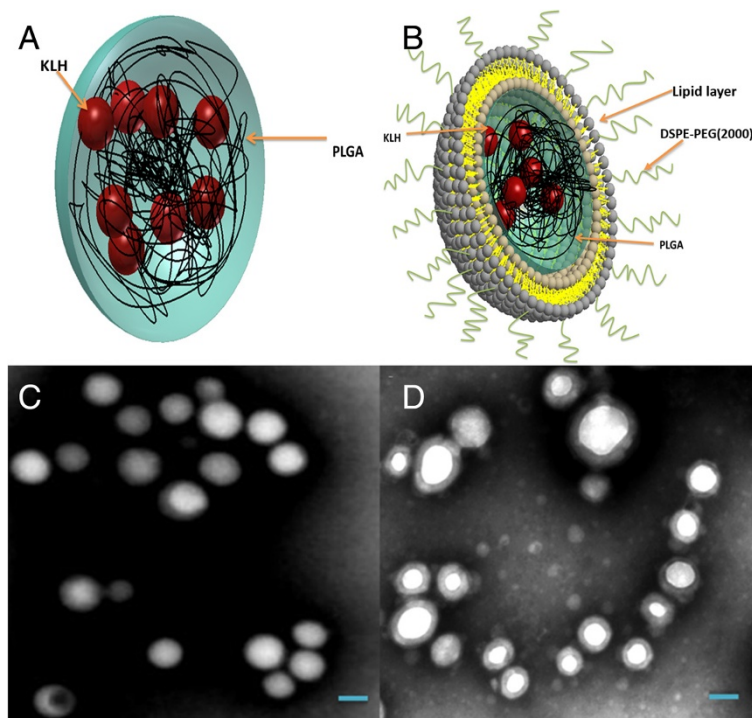 A
KLH
PLGA
B
Lipid layer
KLH
DSPE-PEG(2000)
PLGA
C
D